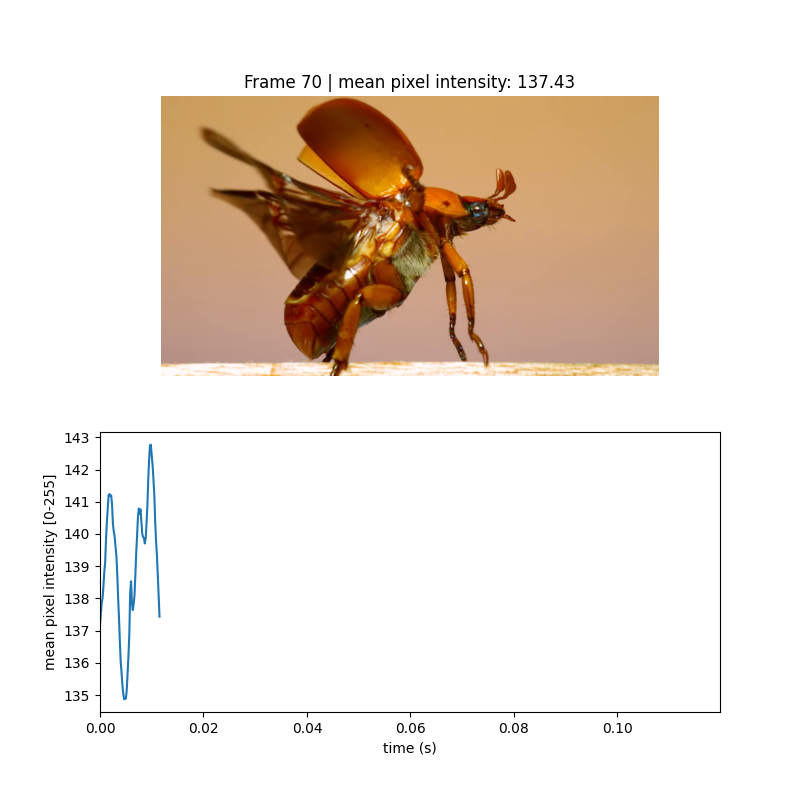 Frame 70 | mean pixel intensity: 137.43
143
142
141
140
139
138
137
136
135
mean pixel intensity [0-255]
0.00 0.02 0.04 0.06 0.08 0.10
time (s)